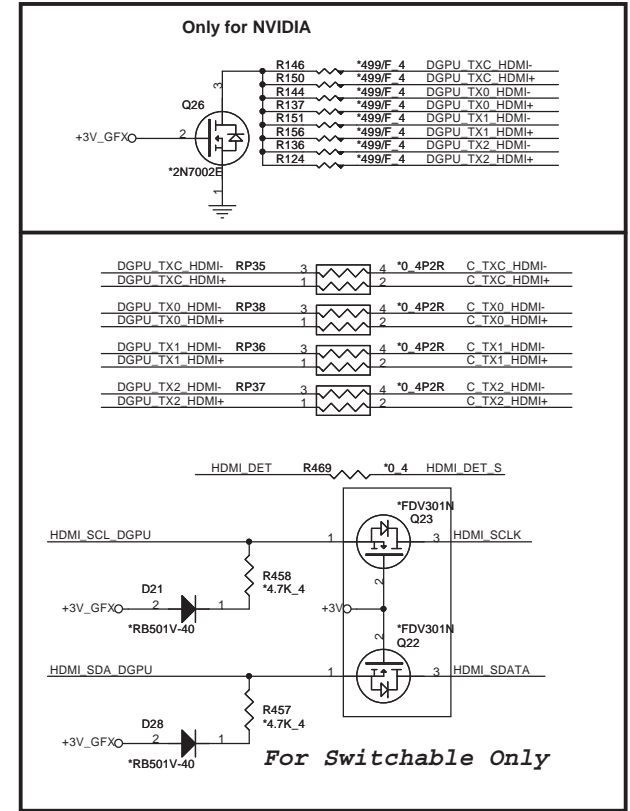 Only for NVIDIA
R146 *499/F_4 DGPU_TXC_HDMI-
R150 *499/F_4 DGPU_TXC_HDMI+
R144 *499/F_4 DGPU_TX0_HDMI-
R137 *499/F_4 DGPU_TX0_HDMI+
R151 *499/F_4 DGPU_TX1_HDMI-
R156 *499/F_4 DGPU_TX1_HDMI+
R136 *499/F_4 DGPU_TX2_HDMI-
R124 *499/F_4 DGPU_TX2_HDMI+
3
Q26
+3V_GFX 2
*2N7002E
1
DGPU_TXC_HDMI- RP35 3 4 *0_4P2R C_TXC_HDMI-
DGPU_TXC_HDMI+ 1 2 C_TXC_HDMI+
DGPU_TX0_HDMI- RP38 3 4 *0_4P2R C_TX0_HDMI-
DGPU_TX0_HDMI+ 1 2 C_TX0_HDMI+
DGPU_TX1_HDMI- RP36 3 4 *0_4P2R C_TX1_HDMI-
DGPU_TX1_HDMI+ 1 2 C_TX1_HDMI+
DGPU_TX2_HDMI- RP37 3 4 *0_4P2R C_TX2_HDMI-
DGPU_TX2_HDMI+ 1 2 C_TX2_HDMI+
HDMI_DET R469 *0_4 HDMI_DET_S
*FDV301N
Q23
HDMI_SCL_DGPU 1 3 HDMI_SCLK
2
R458
*4.7K_4
D21
+3V_GFX 2 1
*RB501V-40
+3V
2
*FDV301N
Q22
HDMI_SDA_DGPU 1 3 HDMI_SDATA
R457
*4.7K_4
D28
+3V_GFX 2 1
*RB501V-40
For Switchable Only